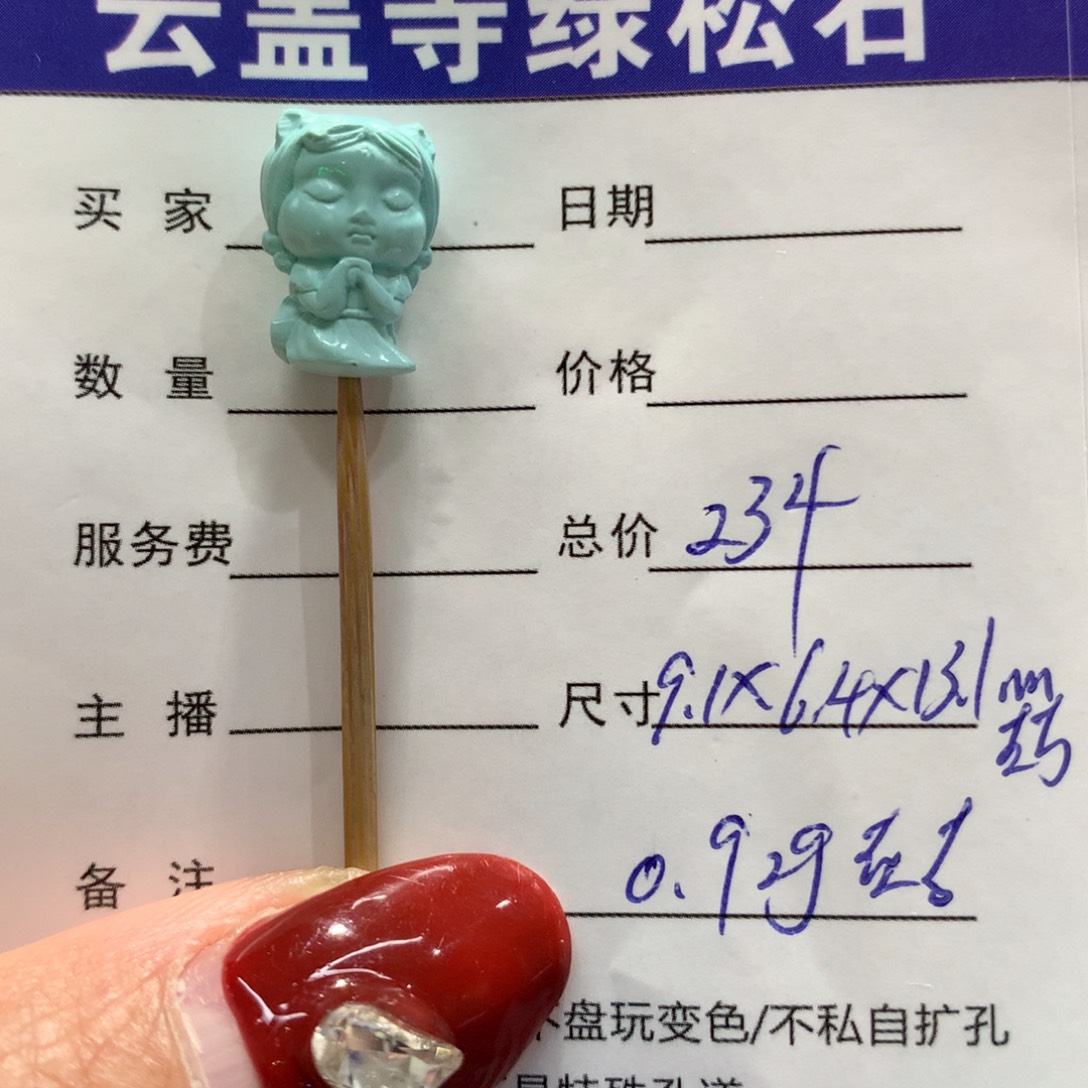 云盖寺绿松石
买 家 日期
数 量 价格
服务费 总价 234
主 播 尺寸 9.1×6.4×13.1mm
备 注 0.92g
不盘玩变色/不私自扩孔